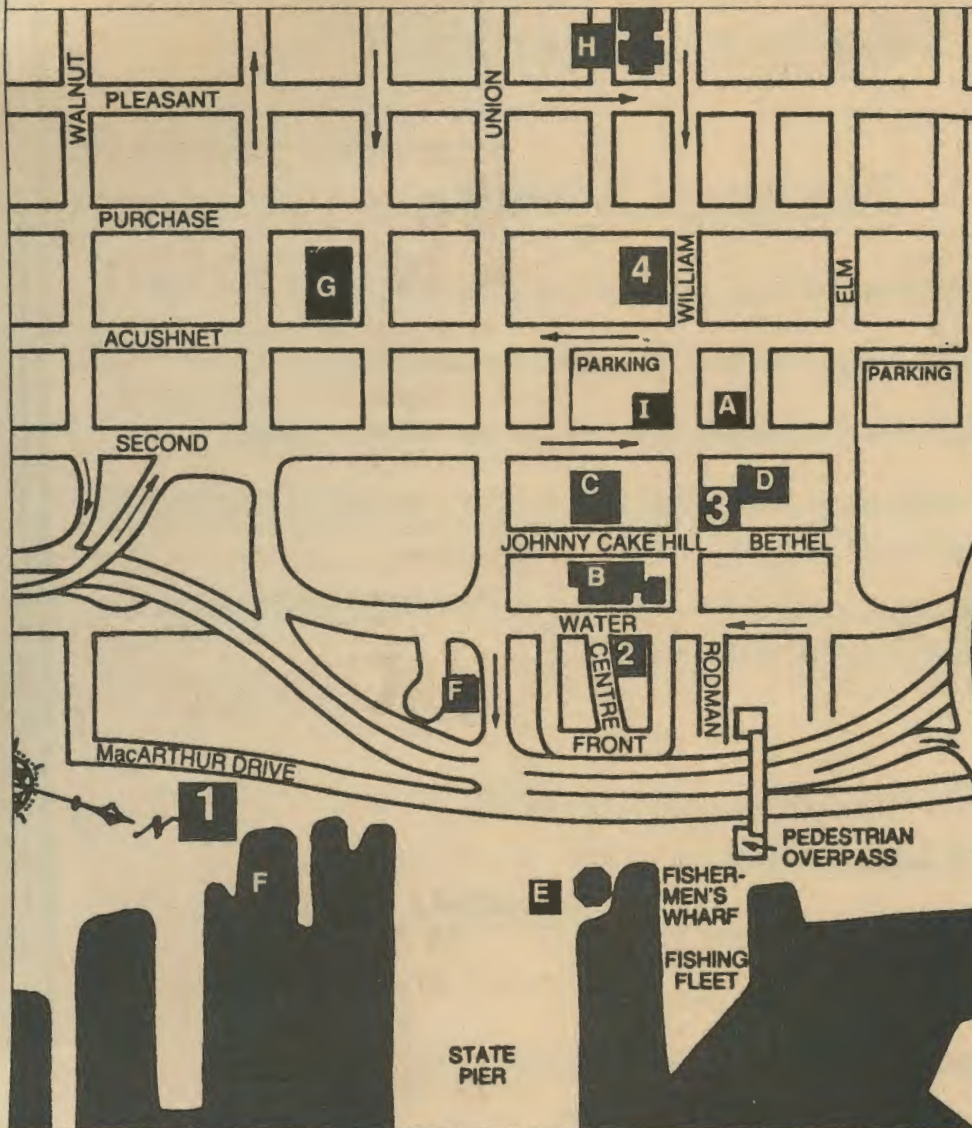 H
WALNUT
PLEASANT
UNION
PURCHASE
G
4
WILLIAM
ELM
ACUSHNET
PARKING
PARKING
I
A
SECOND
C
3
D
JOHNNY CAKE HILL
BETHEL
B
WATER
F
CENTRE
2
RODMAN
FRONT
MacARTHUR DRIVE
1
PEDESTRIAN
OVERPASS
F
E
FISHER-
MEN'S
WHARF
FISHING
FLEET
STATE
PIER